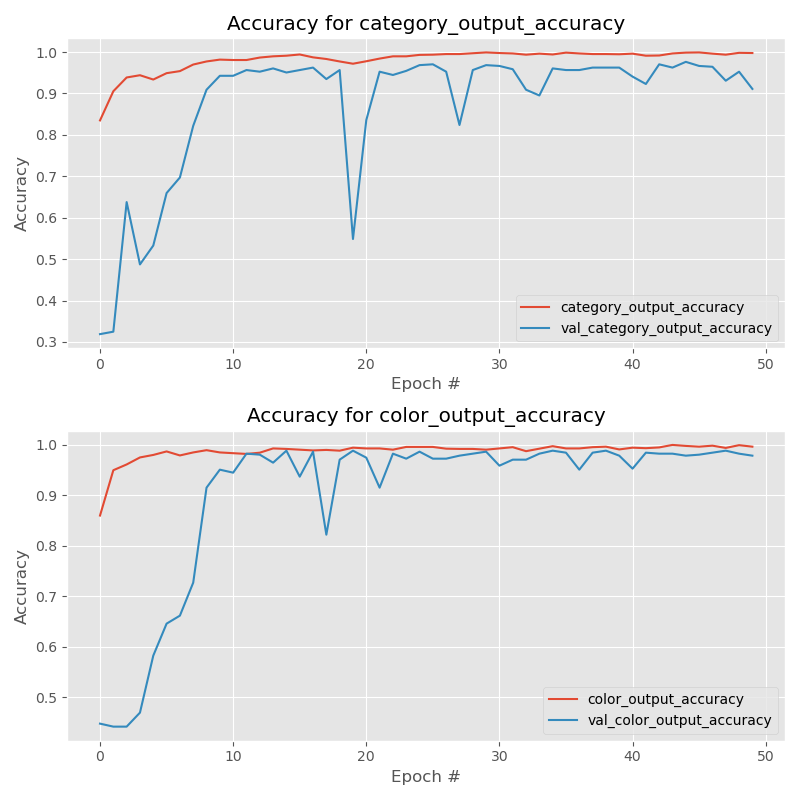 Accuracy for category_output_accuracy
1.0
0.9
0.8
0.7
0.6
0.5
0.4
0.3
Accuracy
category_output_accuracy
val_category_output_accuracy
0 10 20 30 40 50
Epoch #
Accuracy for color_output_accuracy
1.0
0.9
0.8
0.7
0.6
0.5
Accuracy
color_output_accuracy
val_color_output_accuracy
0 10 20 30 40 50
Epoch #